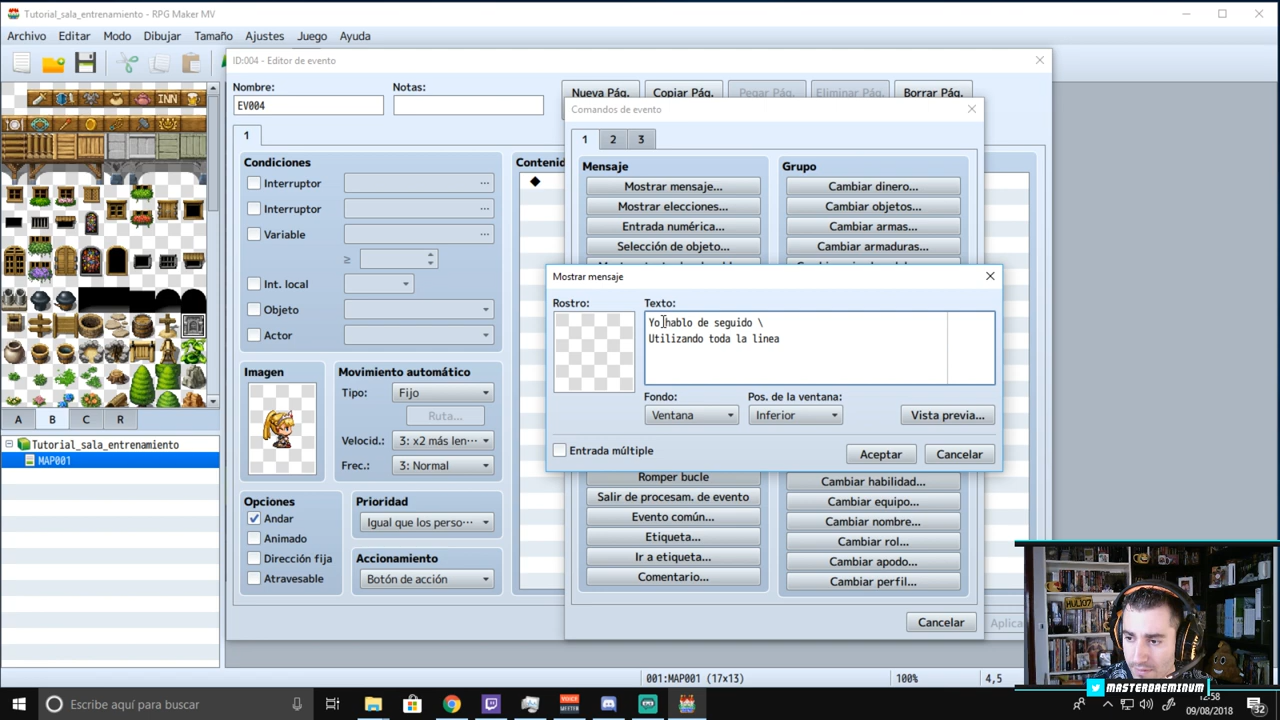 Tutorial_sala_entrenamiento - RPG Maker MV
Archivo Editar Modo Dibujar Tamaño Ajustes Juego Ayuda
ID:004 - Editor de evento
Nombre: Notas:
EV004
Nueva Pág. Copiar Pág. Pegar Pág. Eliminar Pág. Borrar Pág.
Comandos de evento
1
1 2 3
Condiciones
Interruptor ...
Interruptor ...
Variable ...
≥
Int. local
Objeto
Actor
Contenid
Mensaje
Mostrar mensaje...
Mostrar elecciones...
Entrada numérica...
Selección de objeto...
Grupo
Cambiar dinero...
Cambiar objetos...
Cambiar armas...
Cambiar armaduras...
INN
Mostrar mensaje
Rostro: Texto:
Yo hablo de seguido \
Utilizando toda la linea
Fondo: Pos. de la ventana:
Ventana Inferior Vista previa...
Entrada múltiple Aceptar Cancelar
Imagen
Movimiento automático
Tipo: Fijo
Ruta...
Velocid.: 3: x2 más len...
Frec.: 3: Normal
A B C R
Tutorial_sala_entrenamiento
MAP001
Opciones
Andar
Animado
Dirección fija
Atravesable
Prioridad
Igual que los perso...
Accionamiento
Botón de acción
Romper bucle
Salir de procesam. de evento
Evento común...
Etiqueta...
Ir a etiqueta...
Comentario...
Cambiar habilidad...
Cambiar equipo...
Cambiar nombre...
Cambiar rol...
Cambiar apodo...
Cambiar perfil...
Cancelar Aplica
001:MAP001 (17x13) 100% 4,5
MASTERDAEMINUM
Escribe aquí para buscar
12:58
09/08/2018
32